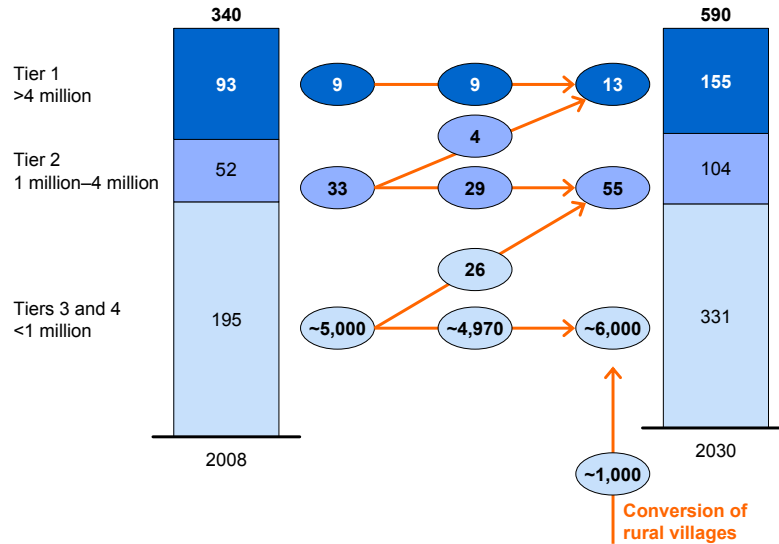 340
590
Tier 1
>4 million
93
9
9
13
155
4
Tier 2
1 million–4 million
52
33
29
55
104
26
Tiers 3 and 4
<1 million
195
~5,000
~4,970
~6,000
331
2008
2030
~1,000
Conversion of
rural villages